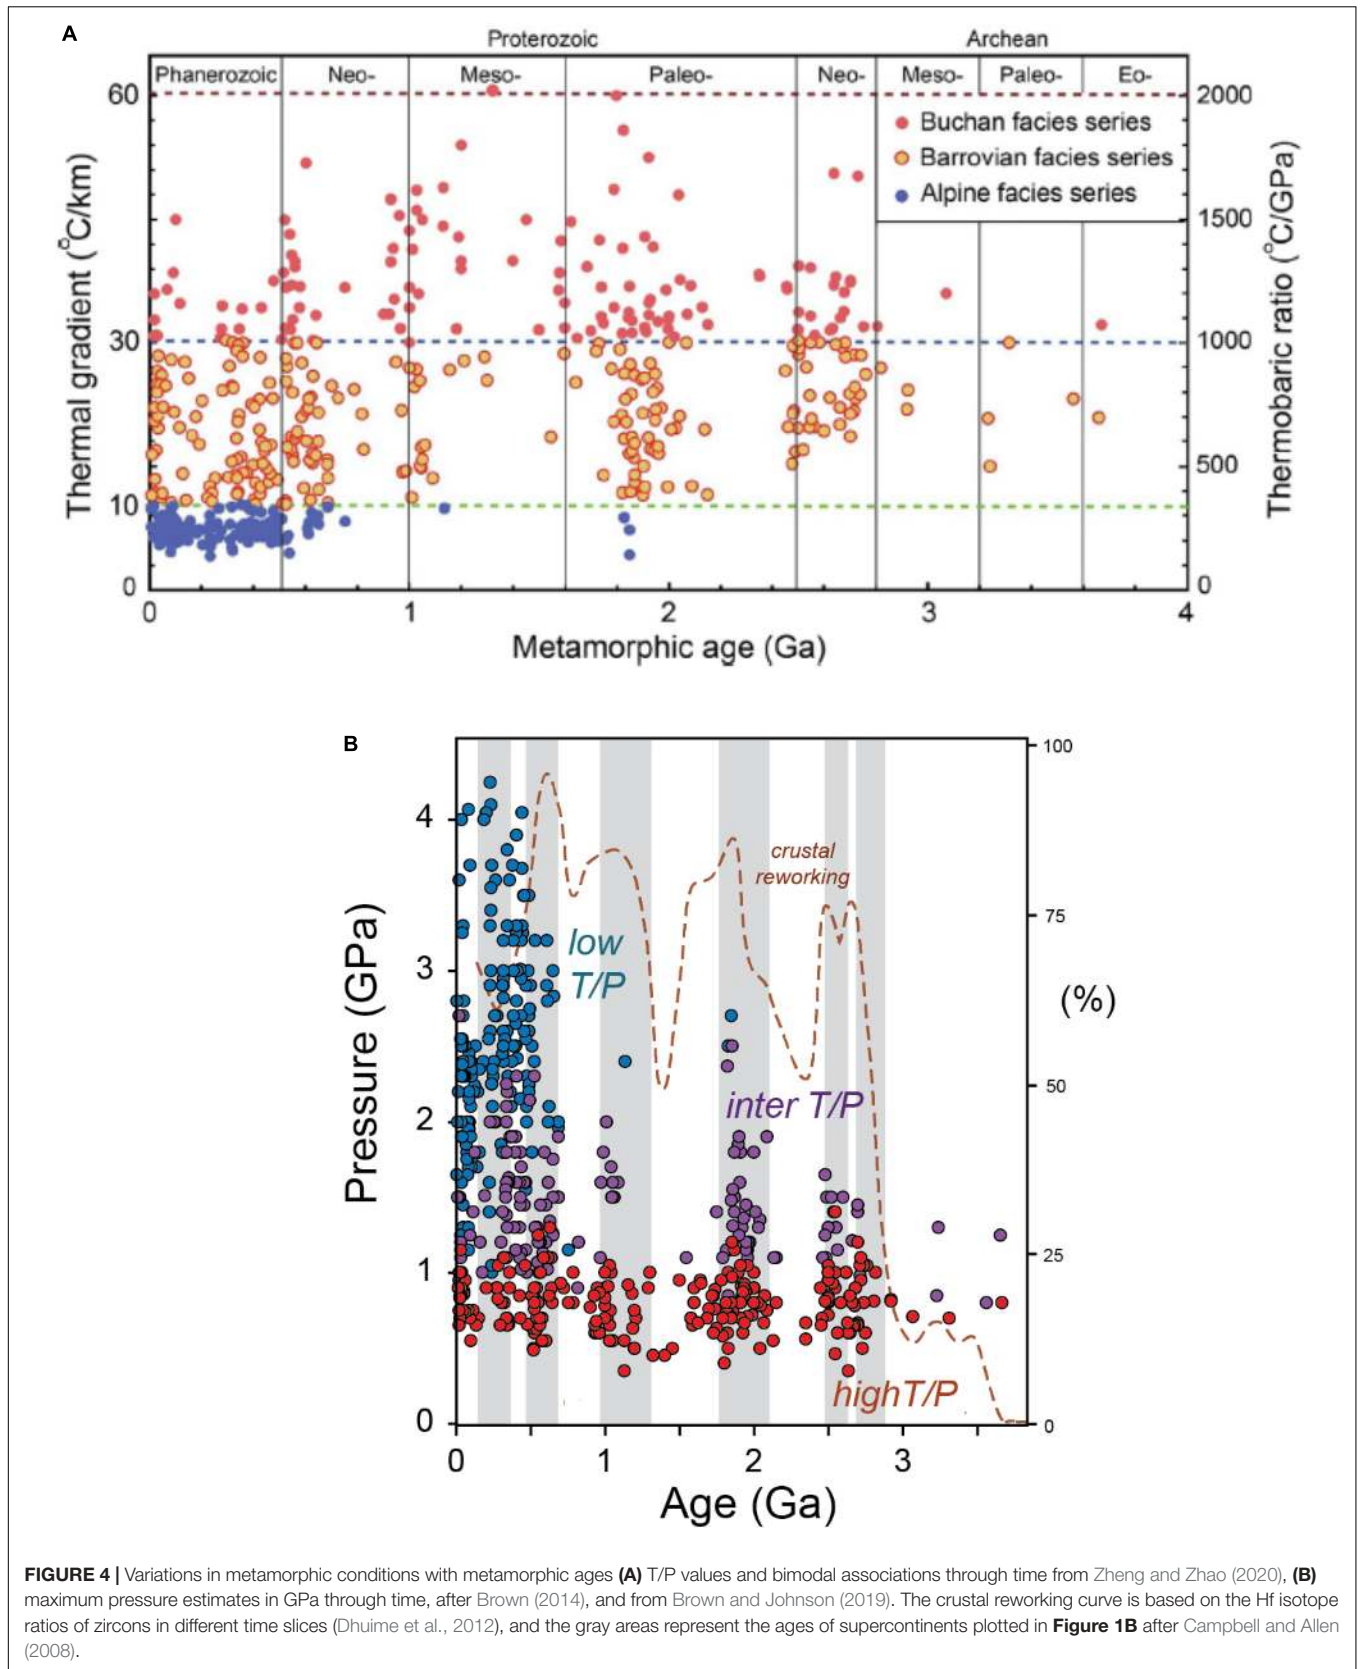 A
Proterozoic
Archean
Phanerozoic
Neo-
Meso-
Paleo-
Neo-
Meso-
Paleo-
Eo-
60
30
10
0
Thermal gradient (°C/km)
2000
1500
1000
500
0
Thermobaric ratio (°C/GPa)
Buchan facies series
Barrovian facies series
Alpine facies series
0
1
2
3
4
Metamorphic age (Ga)
B
4
3
2
1
0
Pressure (GPa)
100
75
50
25
0
(%)
crustal
reworking
low
T/P
inter T/P
highT/P
0
1
2
3
Age (Ga)
FIGURE 4 | Variations in metamorphic conditions with metamorphic ages (A) T/P values and bimodal associations through time from Zheng and Zhao (2020), (B)
maximum pressure estimates in GPa through time, after Brown (2014), and from Brown and Johnson (2019). The crustal reworking curve is based on the Hf isotope
ratios of zircons in different time slices (Dhuime et al., 2012), and the gray areas represent the ages of supercontinents plotted in Figure 1B after Campbell and Allen
(2008).